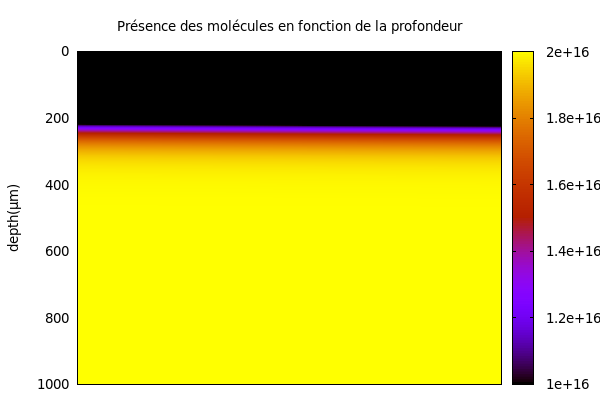 Présence des molécules en fonction de la profondeur
0
200
400
600
800
1000
depth(µm)
2e+16
1.8e+16
1.6e+16
1.4e+16
1.2e+16
1e+16